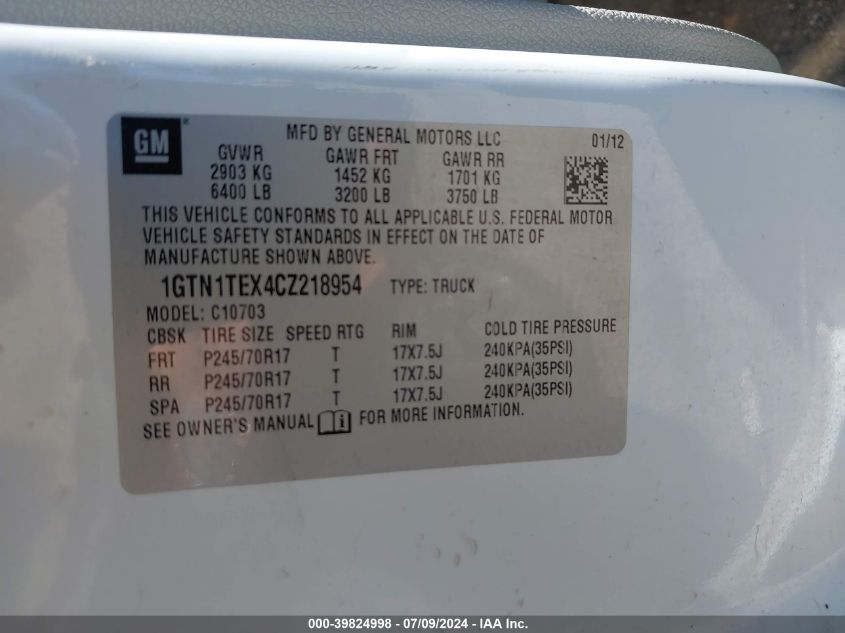 GM
MFD BY GENERAL MOTORS LLC 01/12
GVWR GAWR FRT GAWR RR
2903 KG 1452 KG 1701 KG
6400 LB 3200 LB 3750 LB
THIS VEHICLE CONFORMS TO ALL APPLICABLE U.S. FEDERAL MOTOR
VEHICLE SAFETY STANDARDS IN EFFECT ON THE DATE OF
MANUFACTURE SHOWN ABOVE.
1GTN1TEX4CZ218954 TYPE: TRUCK
MODEL: C10703
CBSK TIRE SIZE SPEED RTG RIM COLD TIRE PRESSURE
FRT P245/70R17 T 17X7.5J 240KPA(35PSI)
RR P245/70R17 T 17X7.5J 240KPA(35PSI)
SPA P245/70R17 T 17X7.5J 240KPA(35PSI)
SEE OWNER'S MANUAL i FOR MORE INFORMATION.
000-39824998 - 07/09/2024 - IAA Inc.